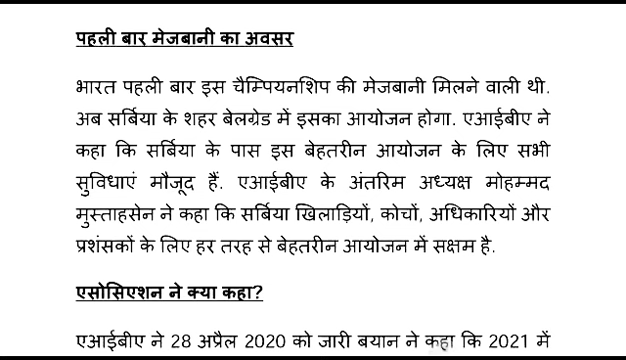 पहली बार मेजबानी का अवसर
भारत पहली बार इस चैम्पियनशिप की मेजबानी मिलने वाली थी.
अब सर्बिया के शहर बेलग्रेड में इसका आयोजन होगा. एआईबीए ने
कहा कि सर्बिया के पास इस बेहतरीन आयोजन के लिए सभी
सुविधाएं मौजूद हैं. एआईबीए के अंतरिम अध्यक्ष मोहम्मद
मुस्ताहसेन ने कहा कि सर्बिया खिलाड़ियों, कोचों, अधिकारियों और
प्रशंसकों के लिए हर तरह से बेहतरीन आयोजन में सक्षम है.
एसोसिएशन ने क्या कहा?
एआईबीए ने 28 अप्रैल 2020 को जारी बयान ने कहा कि 2021 में